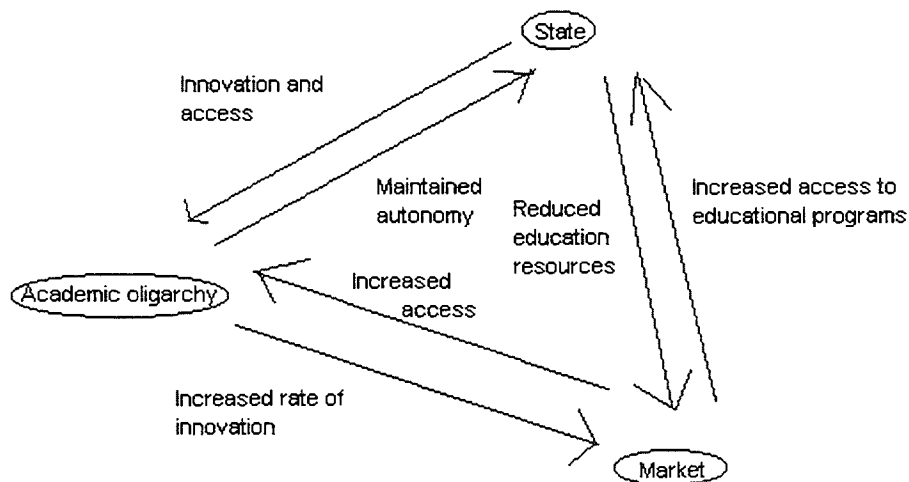 State
Innovation and
access
Maintained
autonomy
Reduced
education
resources
Increased access to
educational programs
Academic oligarchy
Increased
access
Increased rate of
innovation
Market